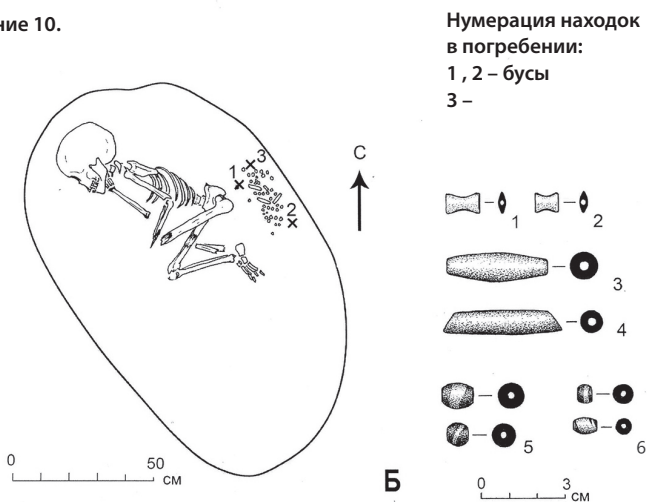 ние 10.
Нумерация находок
в погребении:
1 , 2 – бусы
3 –
С
1
3
2
1
2
3
4
5
6
0
50
см
Б
0
3
см